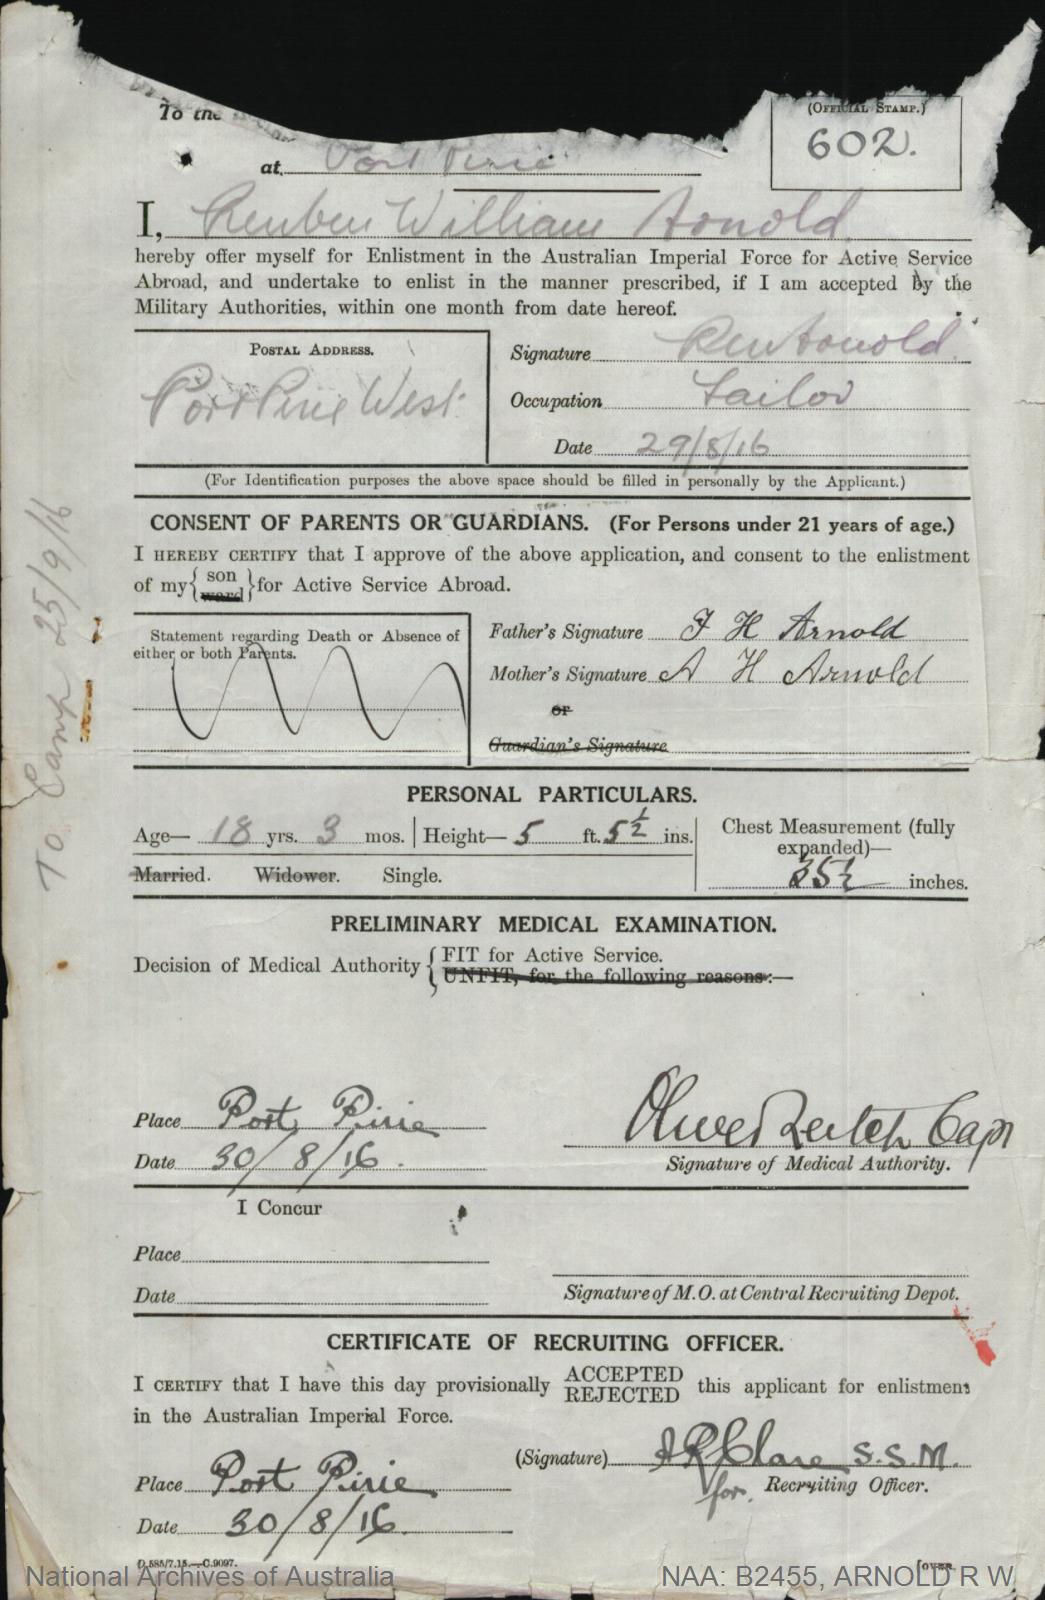 To the
(OFFICIAL STAMP.)
602.
at Port Pirie
I, Reuben William Arnold
hereby offer myself for Enlistment in the Australian Imperial Force for Active Service
Abroad, and undertake to enlist in the manner prescribed, if I am accepted by the
Military Authorities, within one month from date hereof.
POSTAL ADDRESS.
Port Pirie West
Signature Reu Arnold
Occupation Tailor
Date 29/8/16
(For Identification purposes the above space should be filled in personally by the Applicant.)
CONSENT OF PARENTS OR GUARDIANS. (For Persons under 21 years of age.)
I HEREBY CERTIFY that I approve of the above application, and consent to the enlistment
of my { son ward } for Active Service Abroad.
Statement regarding Death or Absence of
either or both Parents.
Father's Signature F H Arnold
Mother's Signature A H Arnold
or
Guardian's Signature
To Camp 25/9/16
PERSONAL PARTICULARS.
Age— 18 yrs. 3 mos. Height— 5 ft. 5½ ins.
Chest Measurement (fully
expanded)—
35½ inches.
Married. Widower. Single.
PRELIMINARY MEDICAL EXAMINATION.
Decision of Medical Authority { FIT for Active Service.
UNFIT, for the following reasons:—
Place Port Pirie
Date 30/8/16.
Capt
Signature of Medical Authority.
I Concur
Place
Date
Signature of M.O. at Central Recruiting Depot.
CERTIFICATE OF RECRUITING OFFICER.
I CERTIFY that I have this day provisionally ACCEPTED REJECTED this applicant for enlistment
in the Australian Imperial Force.
(Signature) A R Clare S.S.M.
for Recruiting Officer.
Place Port Pirie
Date 30/8/16.
D.585/7.15.—C.9097.
[OVER.
National Archives of Australia
NAA: B2455, ARNOLD R W